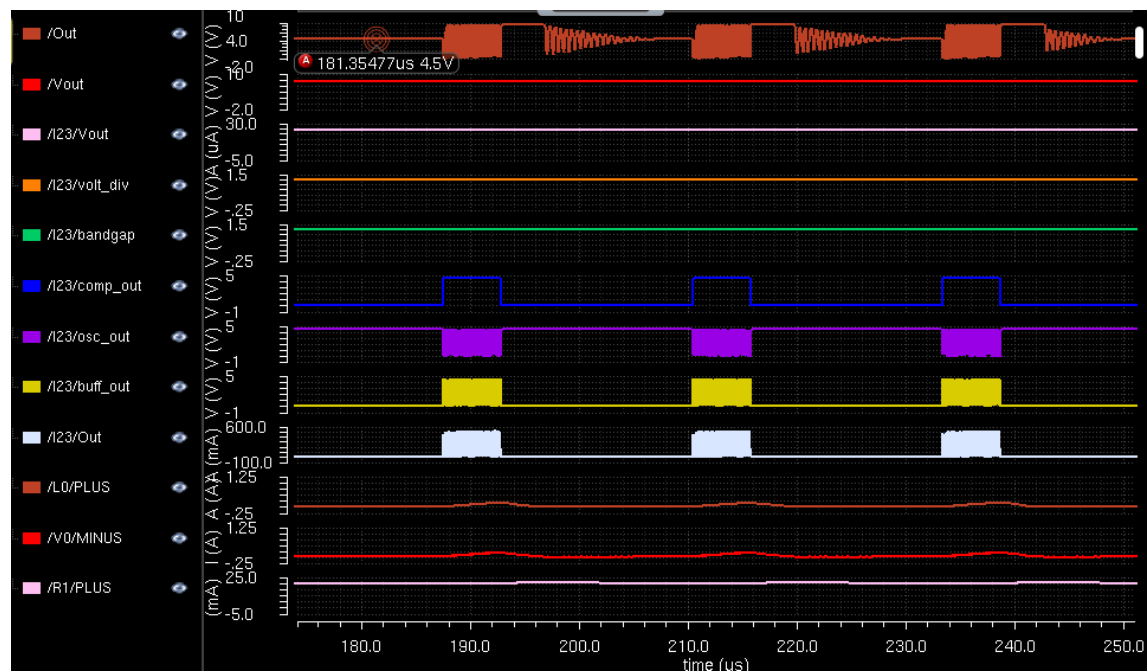 /Out
/Vout
/I23/Vout
/I23/volt_div
/I23/bandgap
/I23/comp_out
/I23/osc_out
/I23/buff_out
/I23/Out
/L0/PLUS
/V0/MINUS
/R1/PLUS
10
V (V)
4.0
-2.0
A 181.35477us 4.5V
10
V (V)
-2.0
30.0
A (uA)
-5.0
1.5
V (V)
-.25
1.5
V (V)
-.25
5
V (V)
-1
5
V (V)
-1
5
V (V)
-1
600.0
(mA)
-100.0
1.25
A (A)
-.25
1.25
I (A)
-.25
25.0
(mA)
-5.0
180.0 190.0 200.0 210.0 220.0 230.0 240.0 250.0
time (us)